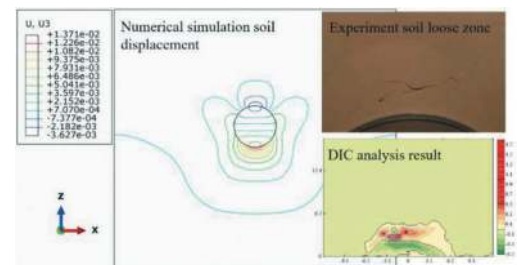 U, U3
+1.371e-02
+1.226e-02
+1.082e-02
+9.375e-03
+7.931e-03
+6.486e-03
+5.041e-03
+3.597e-03
+2.152e-03
+7.070e-04
-7.377e-04
-2.182e-03
-3.627e-03
Numerical simulation soil
displacement
Experiment soil loose zone
DIC analysis result
Z
X